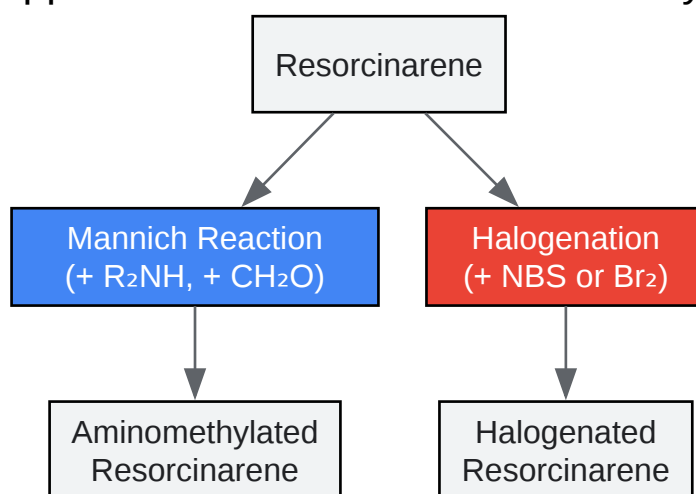 Resorcinarene
Mannich Reaction
(+ R₂NH, + CH₂O)
Halogenation
(+ NBS or Br₂)
Aminomethylated
Resorcinarene
Halogenated
Resorcinarene